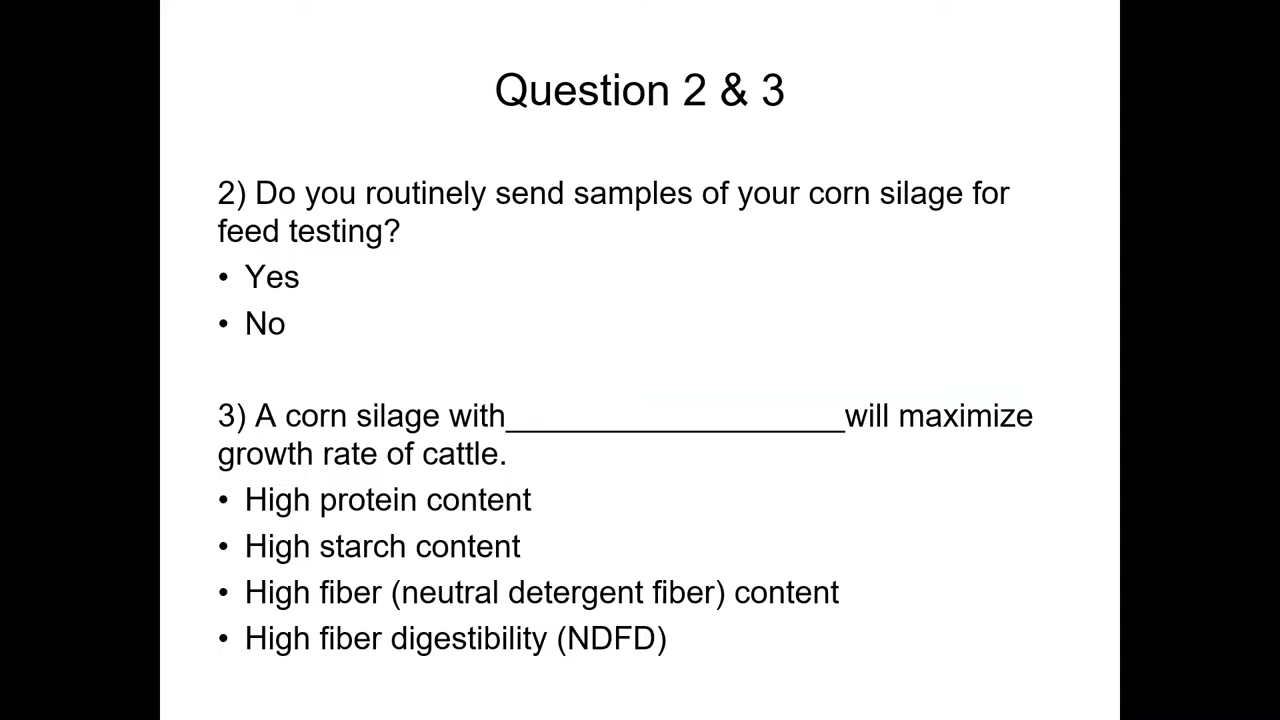 Question 2 & 3
2) Do you routinely send samples of your corn silage for
feed testing?
• Yes
• No
3) A corn silage with___________________will maximize
growth rate of cattle.
• High protein content
• High starch content
• High fiber (neutral detergent fiber) content
• High fiber digestibility (NDFD)